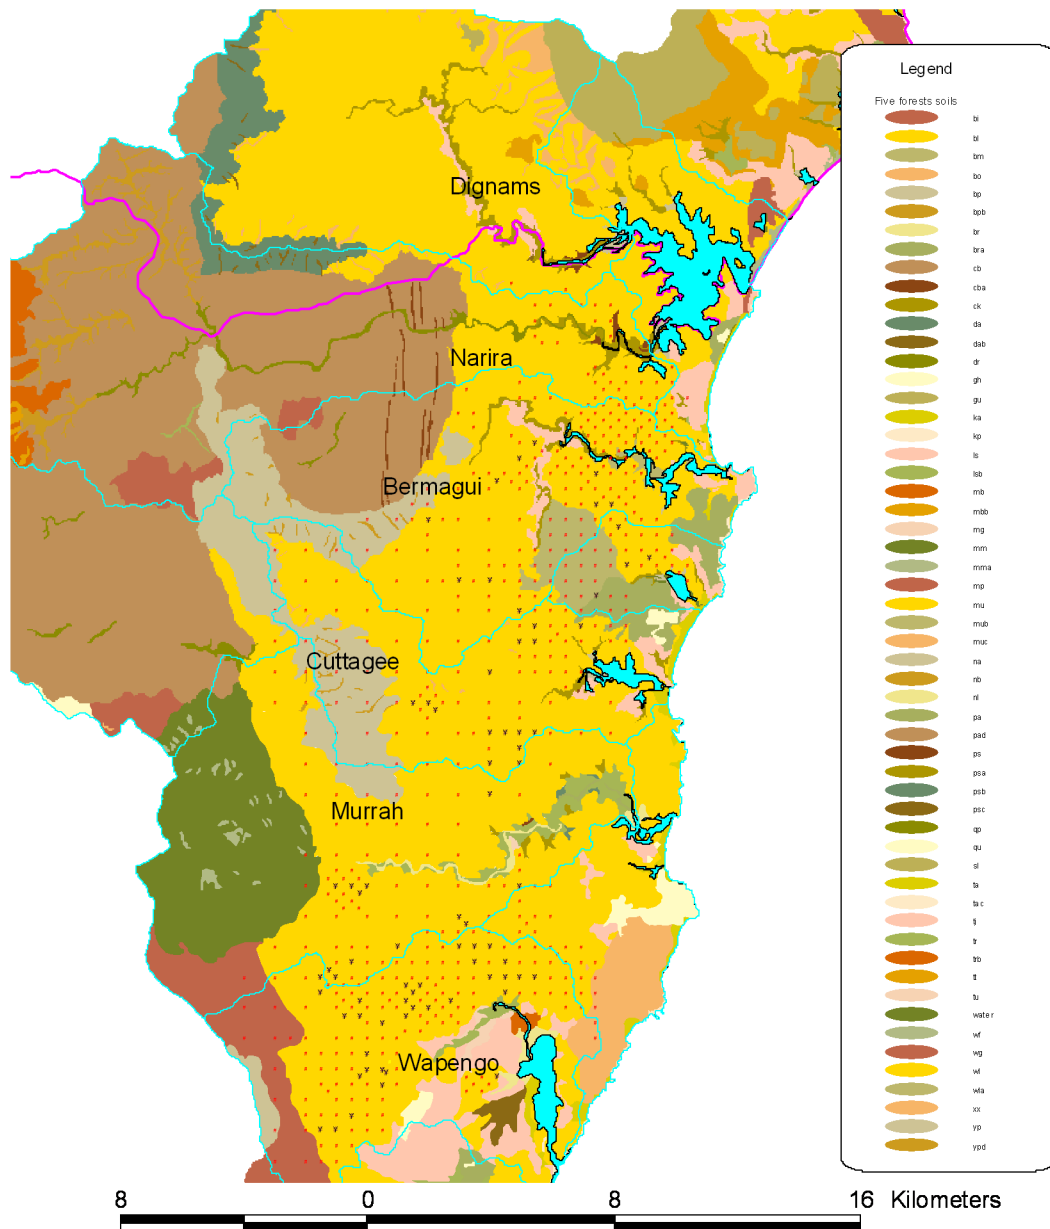 Legend
Five forests soils
bi
bl
bm
bo
bp
bpb
br
bra
cb
cba
ck
da
dab
dr
gh
gu
ka
kp
ls
lsb
mb
mbb
mg
mm
mma
mp
mu
mub
muc
na
nb
nl
pa
pad
ps
psa
psb
psc
qp
qu
sl
ta
tac
tj
tr
trb
tt
tu
water
wf
wg
wl
wla
xx
yp
ypd
Dignams
Narira
Bermagui
Cuttagee
Murrah
Wapengo
8 0 8 16 Kilometers